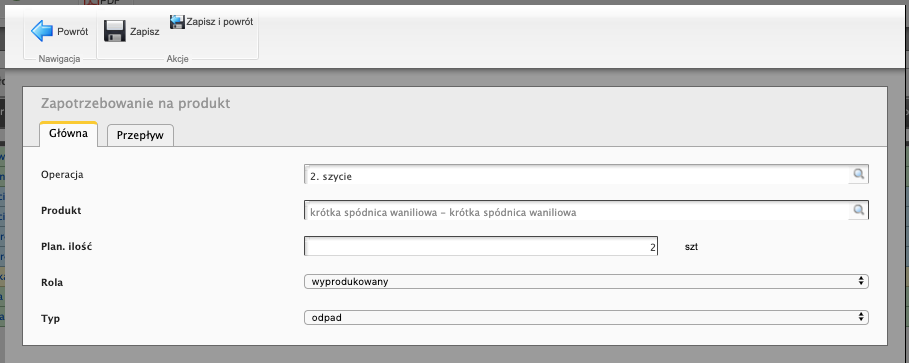 PDF
Powrót
Zapisz
Zapisz i powrót
Nawigacja
Akcje
Zapotrzebowanie na produkt
Główna
Przepływ
Operacja
2. szycie
Produkt
krótka spódnica waniliowa - krótka spódnica waniliowa
Plan. ilość
2
szt
Rola
wyprodukowany
Typ
odpad